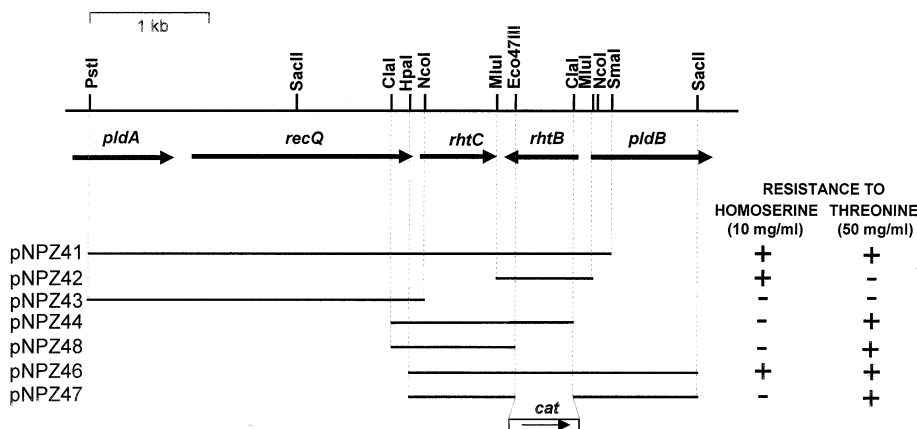 1 kb
PstI
SacII
ClaI
HpaI
NcoI
MluI
Eco47III
ClaI
MluI
NcoI
SmaI
SacII
pldA
recQ
rhtC
rhtB
pldB
RESISTANCE TO
HOMOSERINE THREONINE
(10 mg/ml) (50 mg/ml)
pNPZ41 + +
pNPZ42 + -
pNPZ43 - -
pNPZ44 - +
pNPZ48 - +
pNPZ46 + +
pNPZ47 - +
cat